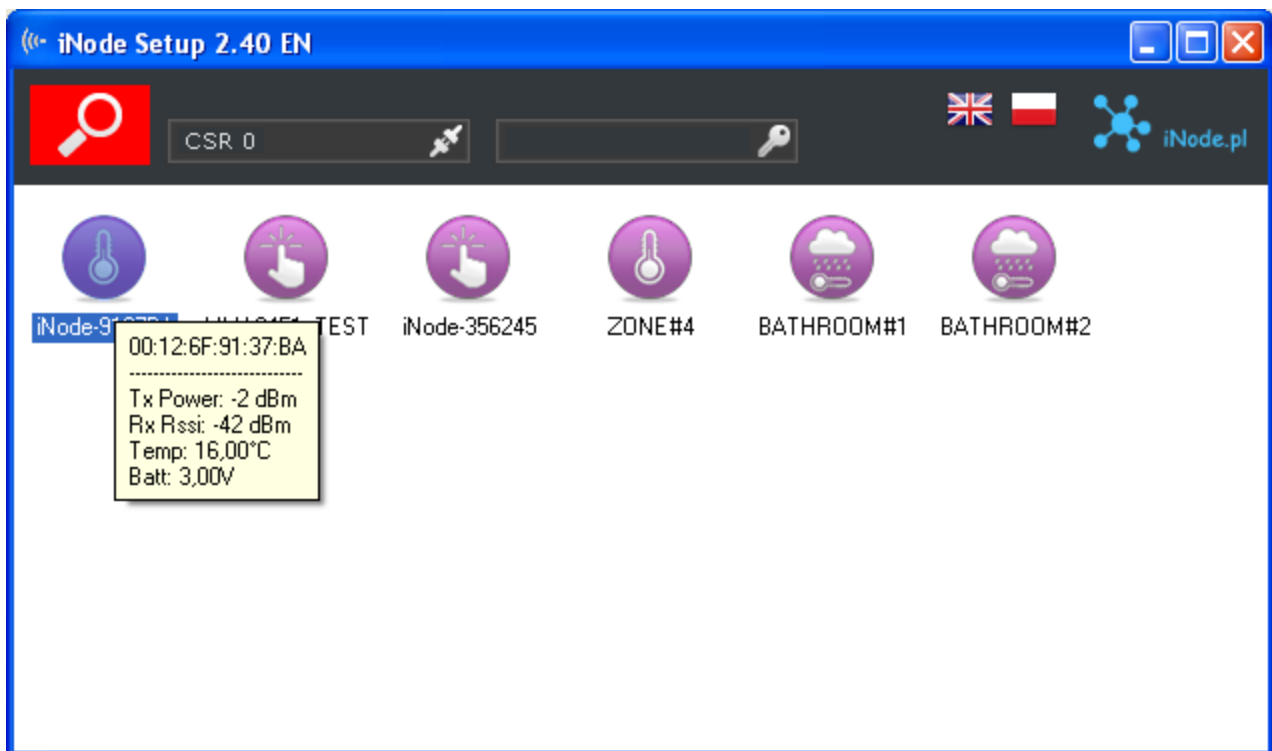 iNode Setup 2.40 EN
CSR 0
iNode.pl
TEST
iNode-356245
ZONE#4
BATHROOM#1
BATHROOM#2
00:12:6F:91:37:BA
---------------------------
Tx Power: -2 dBm
Rx Rssi: -42 dBm
Temp: 16,00°C
Batt: 3,00V